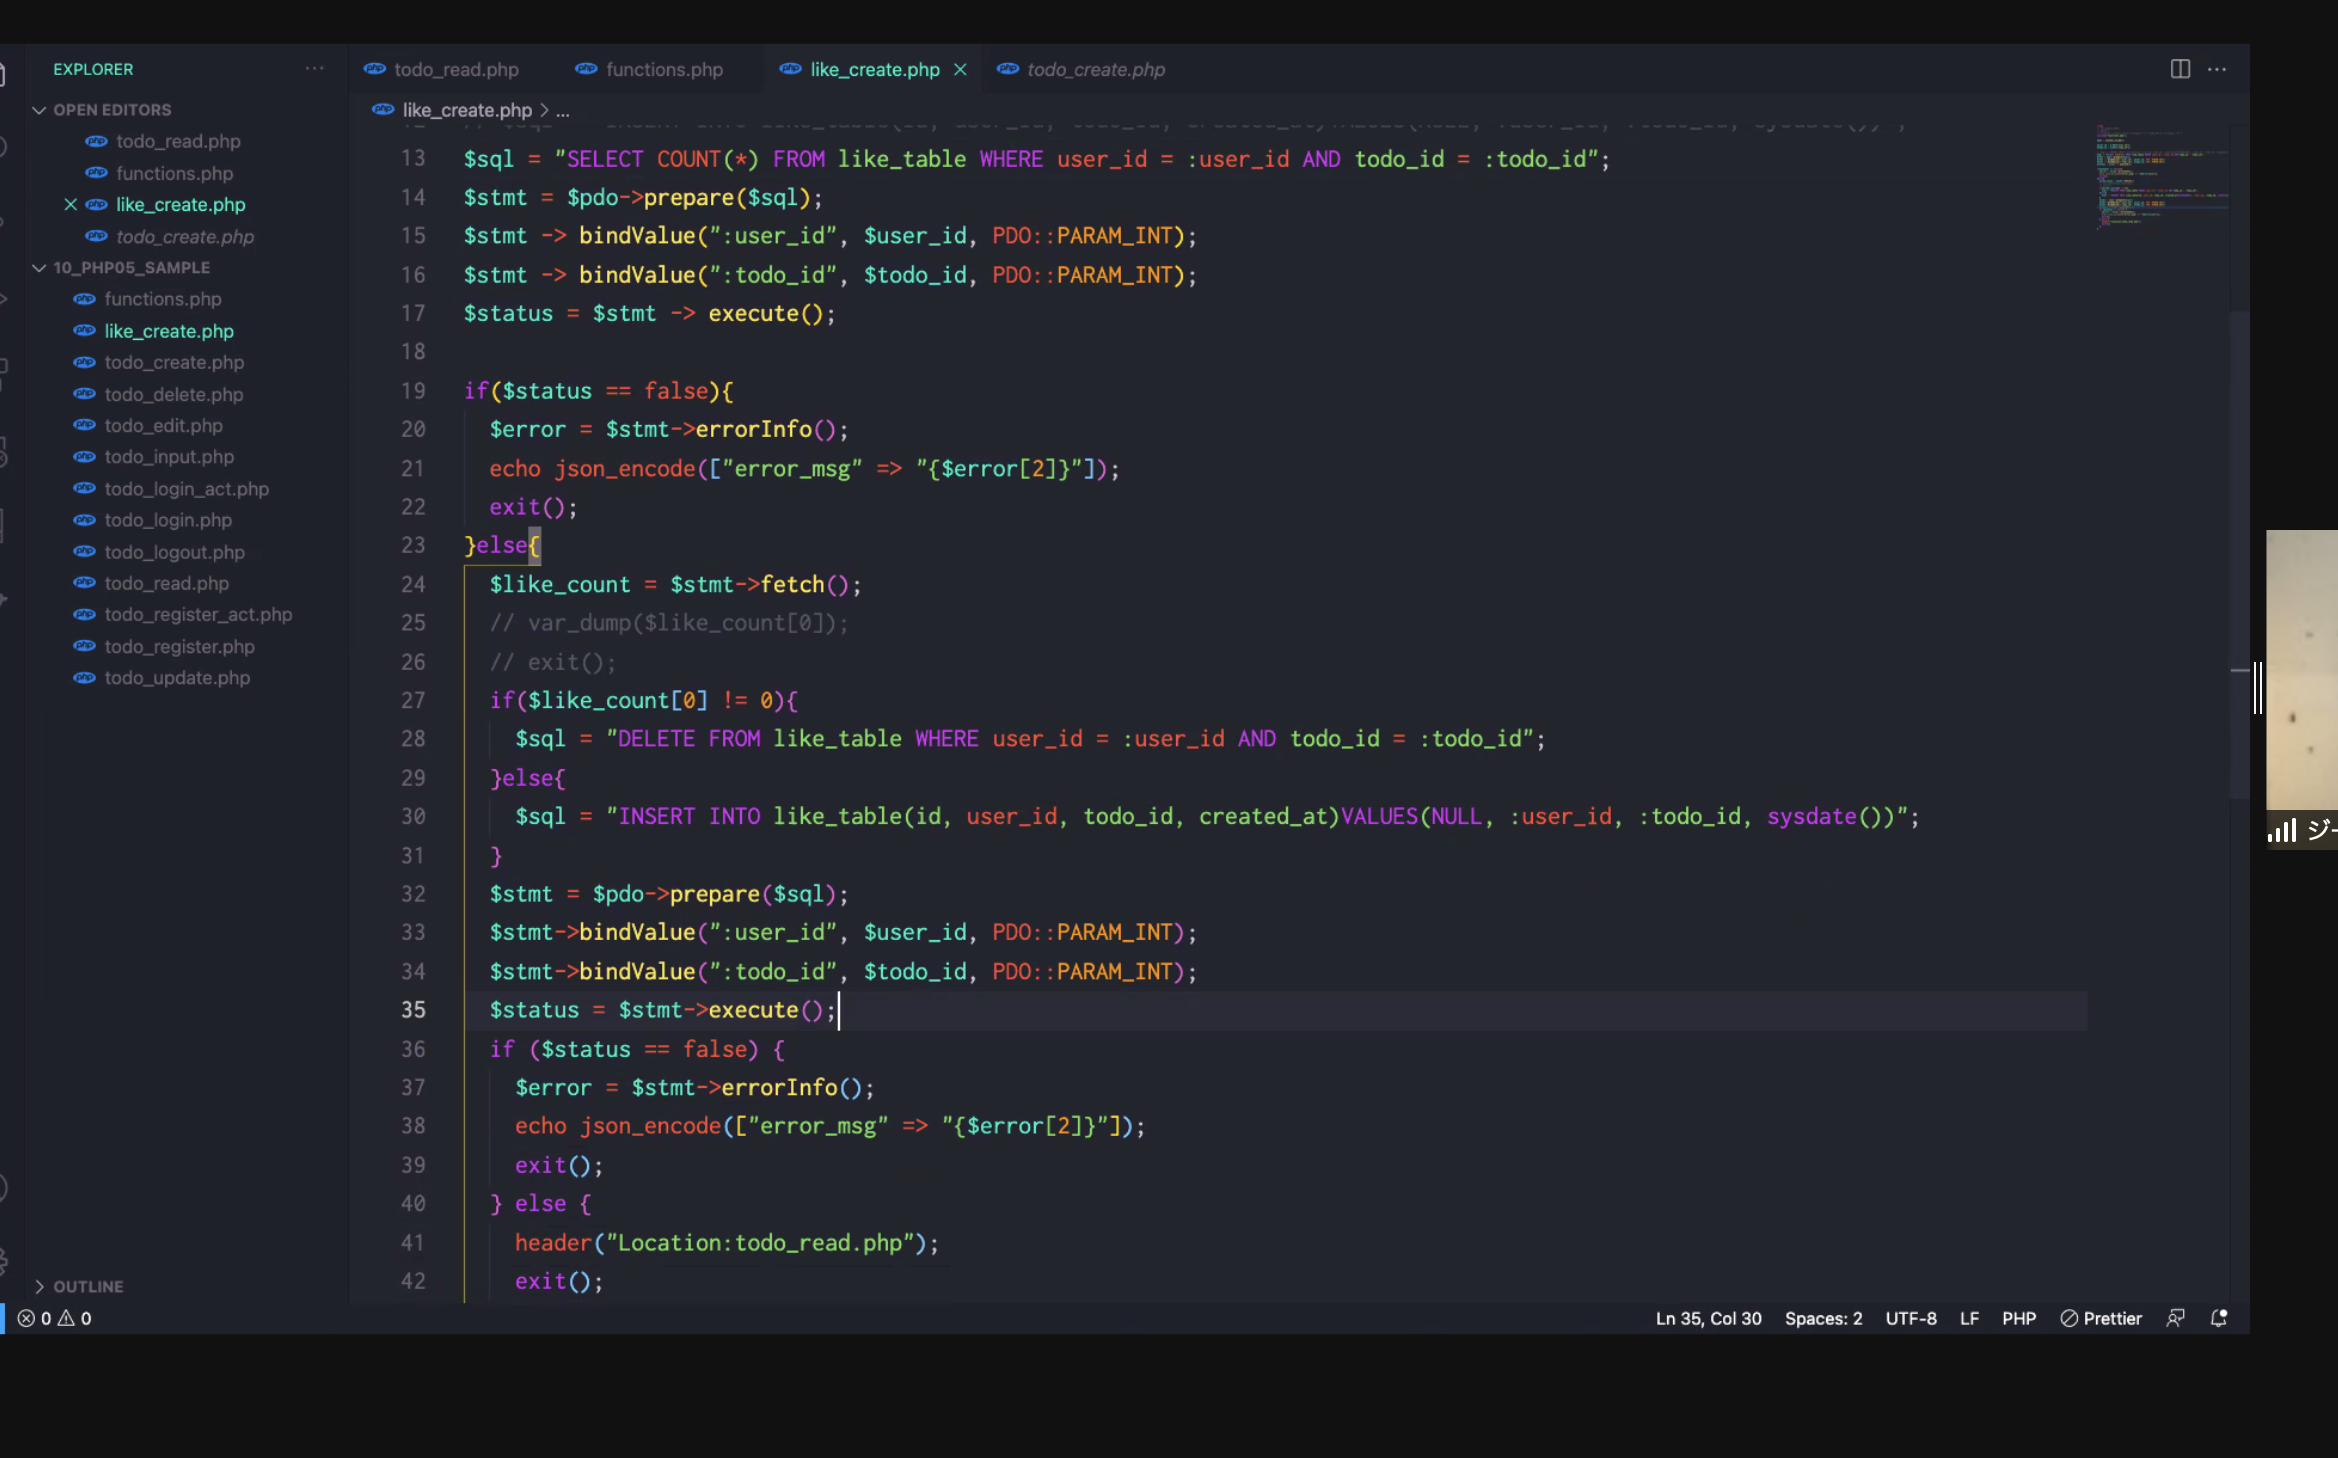 EXPLORER
OPEN EDITORS
todo_read.php
functions.php
like_create.php
todo_create.php
10_PHP05_SAMPLE
functions.php
like_create.php
todo_create.php
todo_delete.php
todo_edit.php
todo_input.php
todo_login_act.php
todo_login.php
todo_logout.php
todo_read.php
todo_register_act.php
todo_register.php
todo_update.php
OUTLINE
todo_read.php functions.php like_create.php todo_create.php
like_create.php > ...
13 $sql = "SELECT COUNT(*) FROM like_table WHERE user_id = :user_id AND todo_id = :todo_id";
14 $stmt = $pdo->prepare($sql);
15 $stmt -> bindValue(":user_id", $user_id, PDO::PARAM_INT);
16 $stmt -> bindValue(":todo_id", $todo_id, PDO::PARAM_INT);
17 $status = $stmt -> execute();
18
19 if($status == false){
20 $error = $stmt->errorInfo();
21 echo json_encode(["error_msg" => "{$error[2]}"]);
22 exit();
23 }else{
24 $like_count = $stmt->fetch();
25 // var_dump($like_count[0]);
26 // exit();
27 if($like_count[0] != 0){
28 $sql = "DELETE FROM like_table WHERE user_id = :user_id AND todo_id = :todo_id";
29 }else{
30 $sql = "INSERT INTO like_table(id, user_id, todo_id, created_at)VALUES(NULL, :user_id, :todo_id, sysdate())";
31 }
32 $stmt = $pdo->prepare($sql);
33 $stmt->bindValue(":user_id", $user_id, PDO::PARAM_INT);
34 $stmt->bindValue(":todo_id", $todo_id, PDO::PARAM_INT);
35 $status = $stmt->execute();
36 if ($status == false) {
37 $error = $stmt->errorInfo();
38 echo json_encode(["error_msg" => "{$error[2]}"]);
39 exit();
40 } else {
41 header("Location:todo_read.php");
42 exit();
0 0
Ln 35, Col 30 Spaces: 2 UTF-8 LF PHP Prettier
ジー